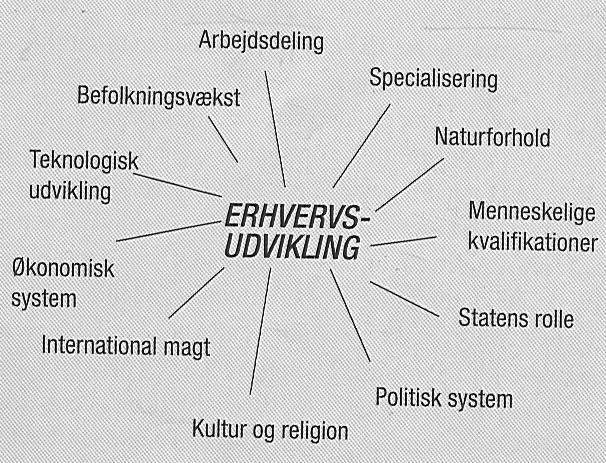 Arbejdsdeling
Specialisering
Befolkningsvækst
Naturforhold
Teknologisk
udvikling
Menneskelige
kvalifikationer
ERHVERVS-
UDVIKLING
Økonomisk
system
Statens rolle
International magt
Politisk system
Kultur og religion